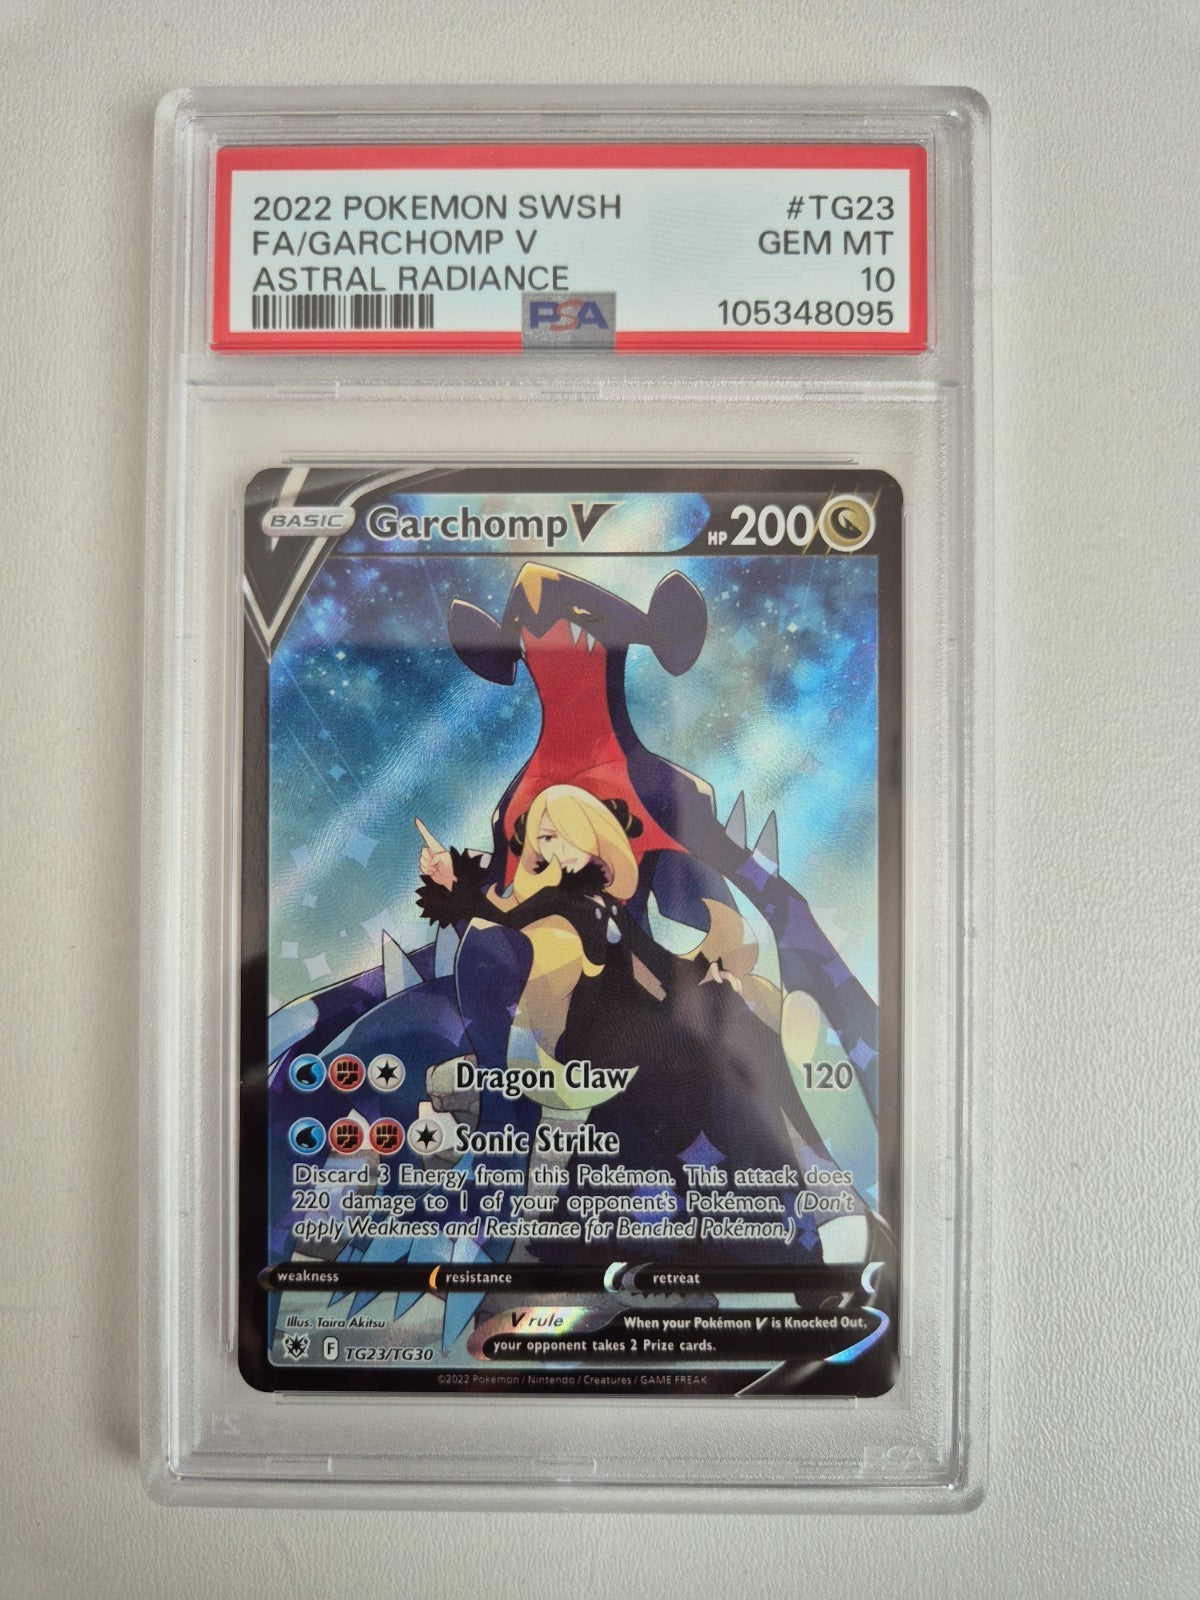 2022 POKEMON SWSH #TG23
FA/GARCHOMP V GEM MT
ASTRAL RADIANCE 10
PSA 105348095
BASIC Garchomp V HP 200
Dragon Claw 120
Sonic Strike
Discard 3 Energy from this Pokémon. This attack does
220 damage to 1 of your opponent's Pokémon. (Don't
apply Weakness and Resistance for Benched Pokémon.)
weakness resistance retreat
Illus. Taira Akitsu V rule When your Pokémon V is Knocked Out,
your opponent takes 2 Prize cards.
F TG23/TG30
©2022 Pokémon / Nintendo / Creatures / GAME FREAK